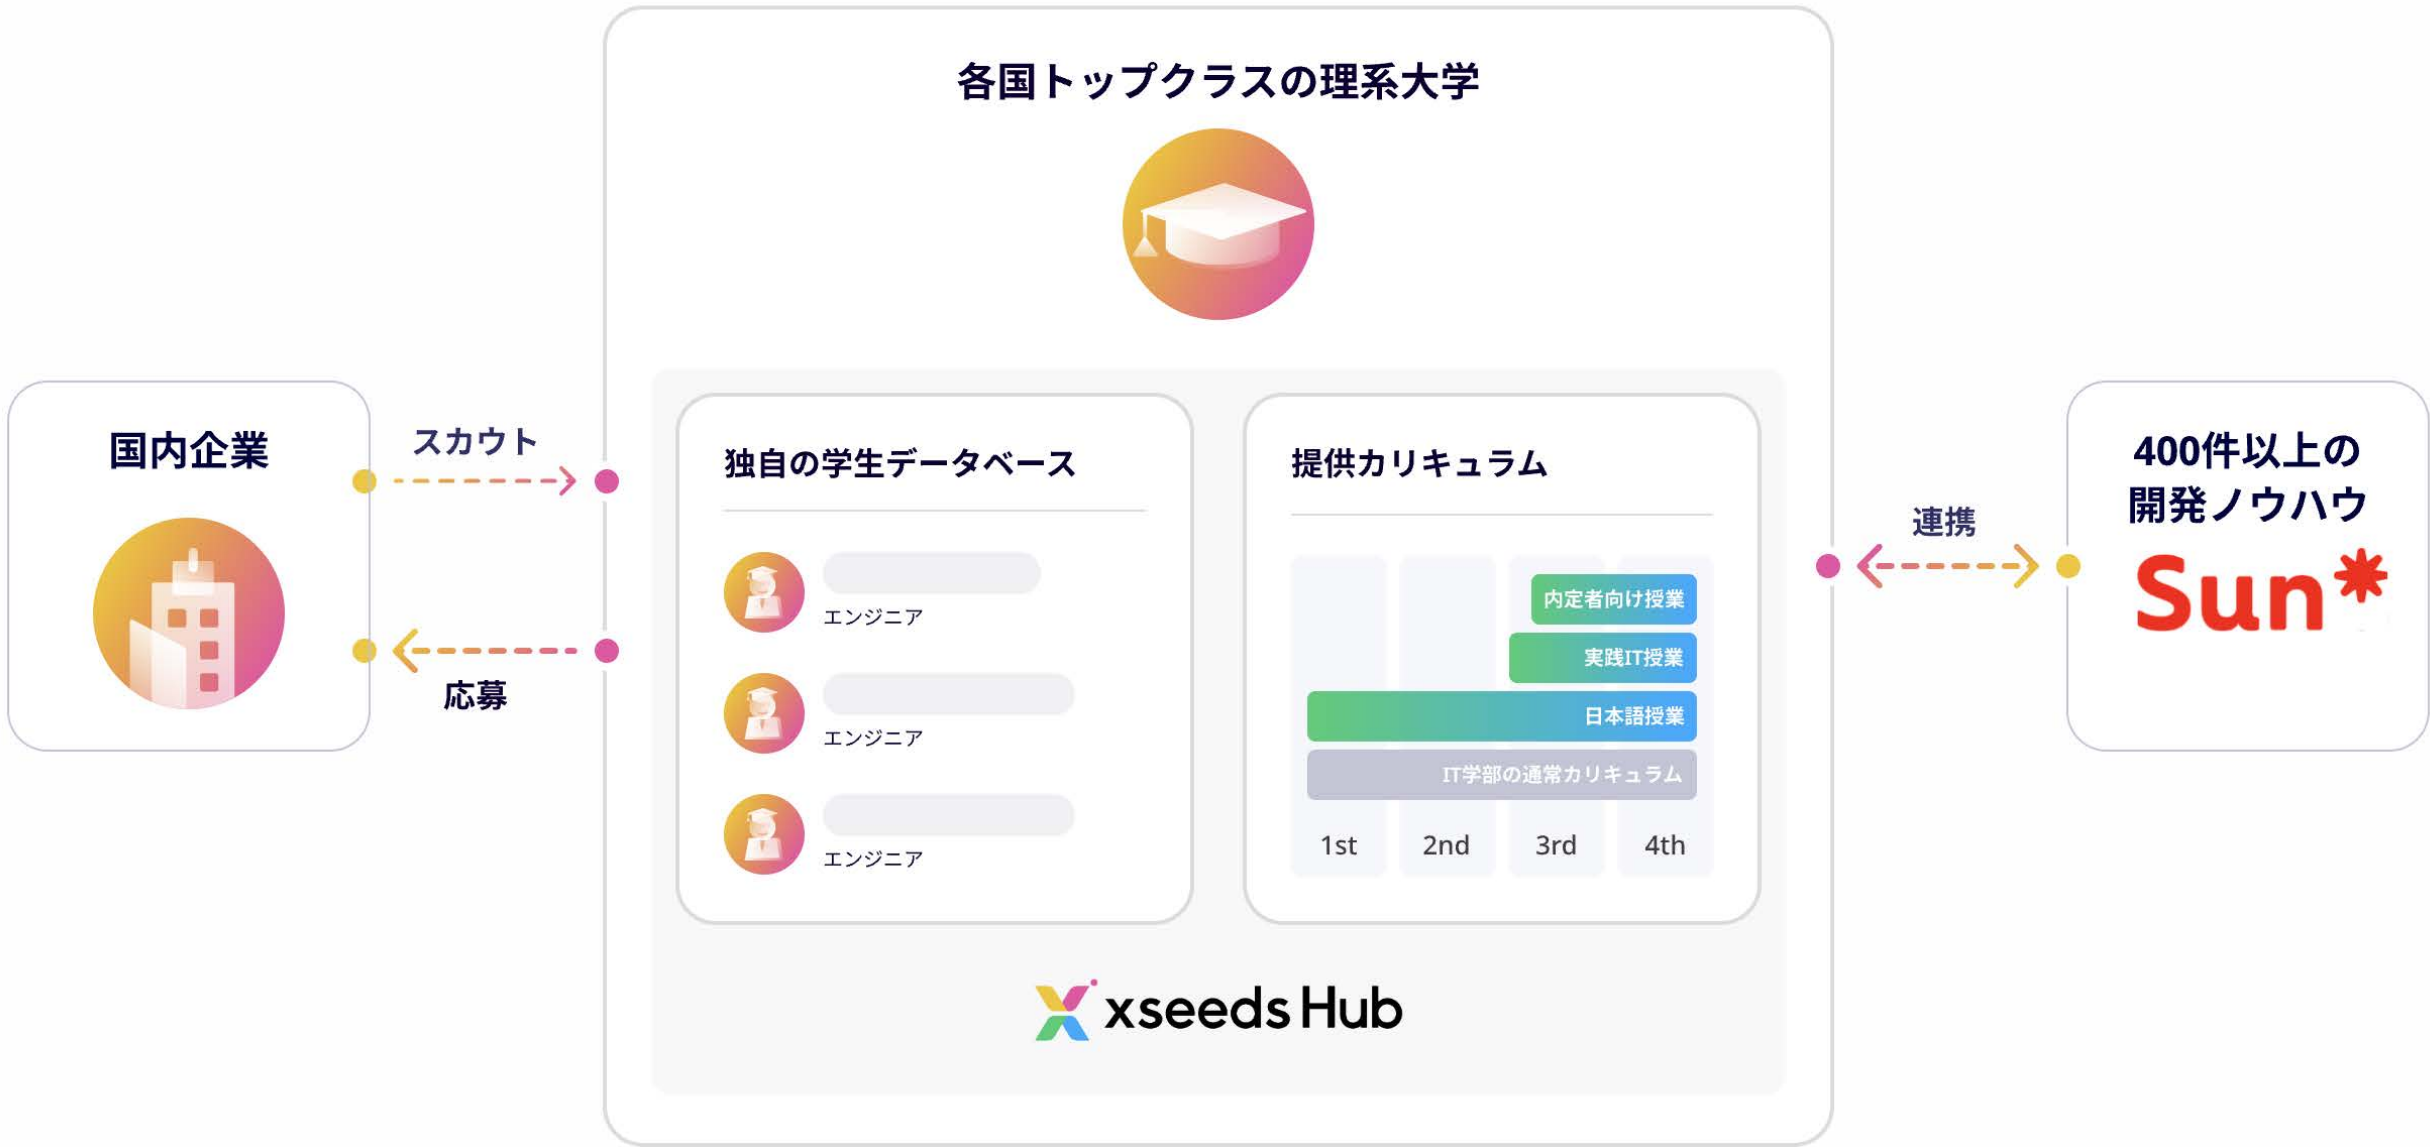 各国トップクラスの理系大学
国内企業
スカウト
応募
独自の学生データベース
エンジニア
エンジニア
エンジニア
提供カリキュラム
内定者向け授業
実践IT授業
日本語授業
IT学部の通常カリキュラム
1st 2nd 3rd 4th
xseeds Hub
連携
400件以上の
開発ノウハウ
Sun*